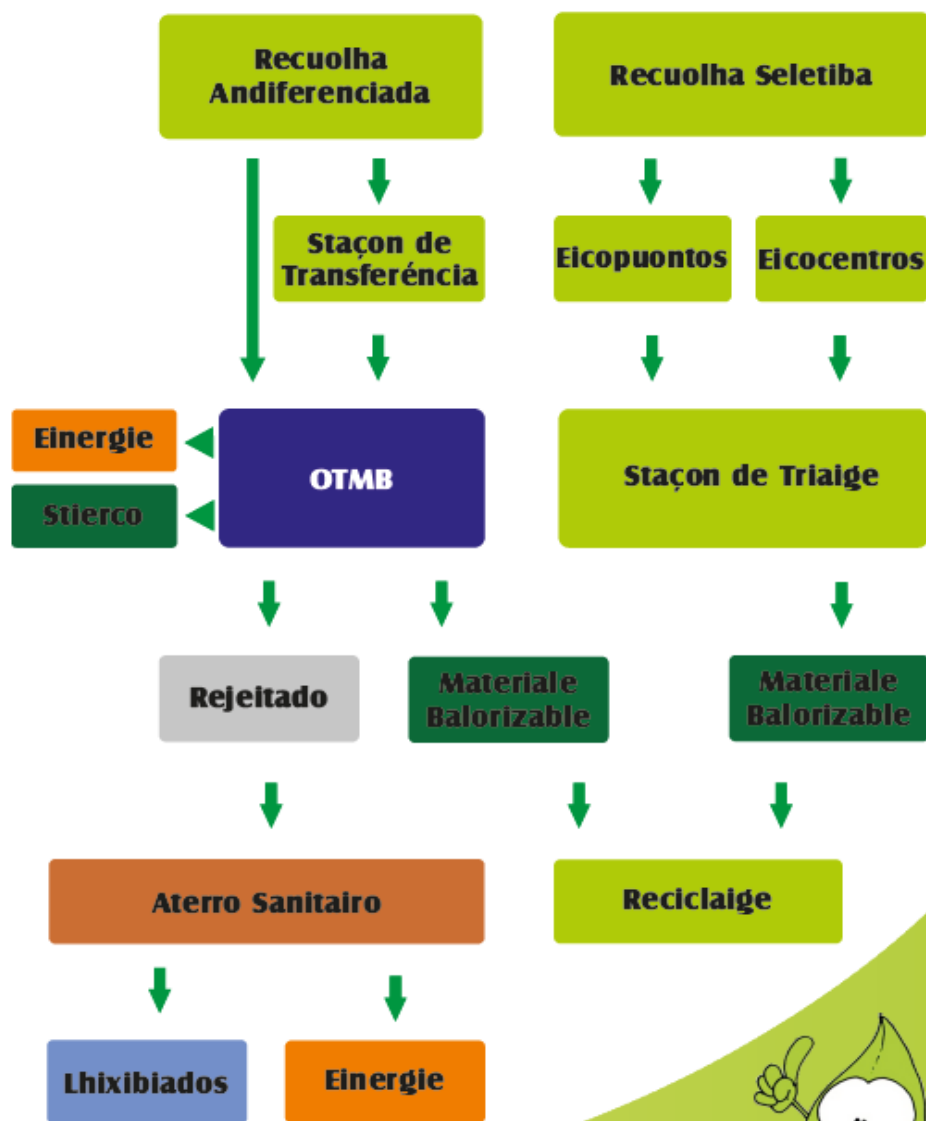 Recuolha
Andiferenciada
Recuolha Seletiba
Staçon de
Transferéncia
Eicopuontos
Eicocentros
Einergie
Stierco
OTMB
Staçon de Triaige
Rejeitado
Materiale
Balorizable
Materiale
Balorizable
Aterro Sanitairo
Reciclaige
Lhixibiados
Einergie